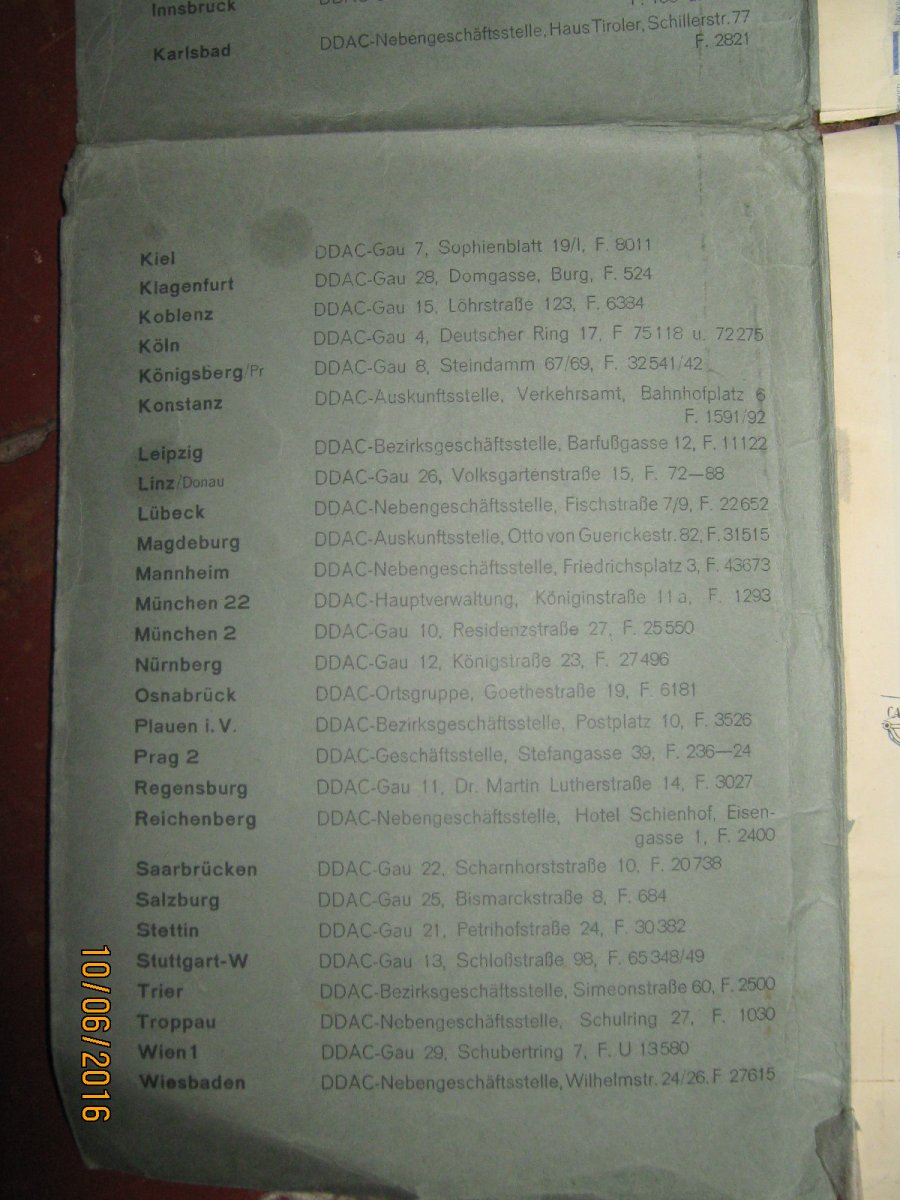 Innsbruck
Karlsbad DDAC-Nebengeschäftsstelle, Haus Tiroler, Schillerstr. 77
F. 2821
Kiel DDAC-Gau 7, Sophienblatt 19/I, F. 8011
Klagenfurt DDAC-Gau 28, Domgasse, Burg, F. 524
Koblenz DDAC-Gau 15, Löhrstraße 123, F. 6384
Köln DDAC-Gau 4, Deutscher Ring 17, F 75118 u. 72275
Königsberg/Pr DDAC-Gau 8, Steindamm 67/69, F. 32541/42
Konstanz DDAC-Auskunftsstelle, Verkehrsamt, Bahnhofplatz 6
F. 1591/92
Leipzig DDAC-Bezirksgeschäftsstelle, Barfußgasse 12, F. 11122
Linz/Donau DDAC-Gau 26, Volksgartenstraße 15, F. 72—88
Lübeck DDAC-Nebengeschäftsstelle, Fischstraße 7/9, F. 22652
Magdeburg DDAC-Auskunftsstelle, Otto von Guerickestr. 82, F. 31515
Mannheim DDAC-Nebengeschäftsstelle, Friedrichsplatz 3, F. 43673
München 22 DDAC-Hauptverwaltung, Königinstraße 11a, F. 1293
München 2 DDAC-Gau 10, Residenzstraße 27, F. 25550
Nürnberg DDAC-Gau 12, Königstraße 23, F. 27496
Osnabrück DDAC-Ortsgruppe, Goethestraße 19, F. 6181
Plauen i. V. DDAC-Bezirksgeschäftsstelle, Postplatz 10, F. 3526
Prag 2 DDAC-Geschäftsstelle, Stefangasse 39, F. 236—24
Regensburg DDAC-Gau 11, Dr. Martin Lutherstraße 14, F. 3027
Reichenberg DDAC-Nebengeschäftsstelle, Hotel Schienhof, Eisen-
gasse 1, F. 2400
Saarbrücken DDAC-Gau 22, Scharnhorststraße 10, F. 20738
Salzburg DDAC-Gau 25, Bismarckstraße 8, F. 684
Stettin DDAC-Gau 21, Petrihofstraße 24, F. 30382
Stuttgart-W DDAC-Gau 13, Schloßstraße 98, F. 65348/49
Trier DDAC-Bezirksgeschäftsstelle, Simeonstraße 60, F. 2500
Troppau DDAC-Nebengeschäftsstelle, Schulring 27, F. 1030
Wien 1 DDAC-Gau 29, Schubertring 7, F. U 13580
Wiesbaden DDAC-Nebengeschäftsstelle, Wilhelmstr. 24/26. F 27615
10/06/2016